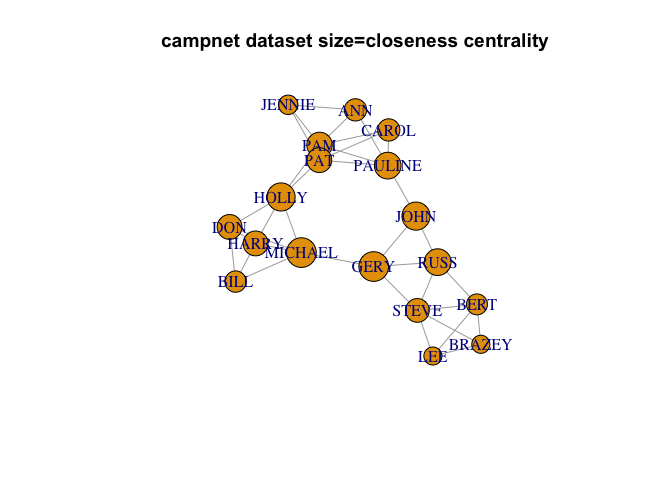 campnet dataset size=closeness centrality
JENNIE
ANN
CAROL
PAM
PAT
PAULINE
HOLLY
JOHN
DON
HARRY
MICHAEL
GERY
RUSS
BILL
STEVE
BERT
BRAZEY
LEE